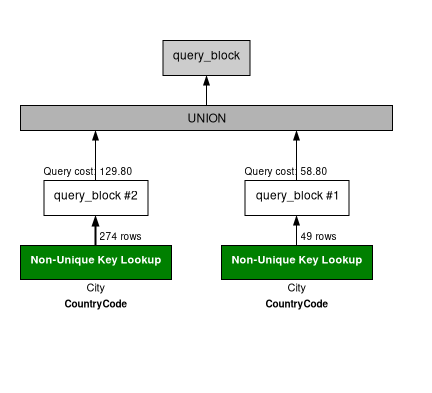 query_block
UNION
Query cost: 129.80
Query cost: 58.80
query_block #2
query_block #1
274 rows
49 rows
Non-Unique Key Lookup
Non-Unique Key Lookup
City
City
CountryCode
CountryCode